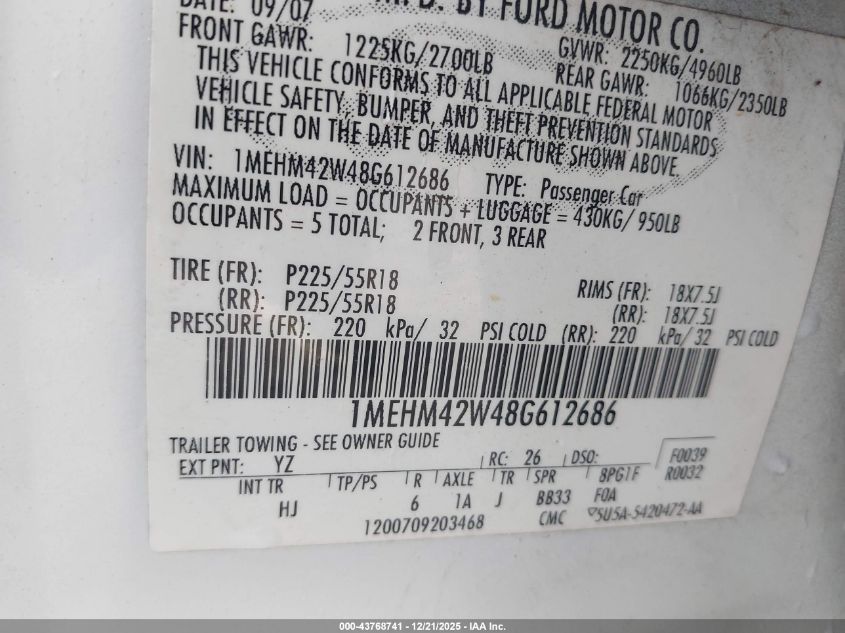 DATE: 09/07 MFD. BY FORD MOTOR CO.
FRONT GAWR: 1225KG/2700LB GVWR: 2250KG/4960LB
REAR GAWR: 1066KG/2350LB
THIS VEHICLE CONFORMS TO ALL APPLICABLE FEDERAL MOTOR
VEHICLE SAFETY, BUMPER, AND THEFT PREVENTION STANDARDS
IN EFFECT ON THE DATE OF MANUFACTURE SHOWN ABOVE.
VIN: 1MEHM42W48G612686 TYPE: Passenger Car
MAXIMUM LOAD = OCCUPANTS + LUGGAGE = 430KG/ 950LB
OCCUPANTS = 5 TOTAL; 2 FRONT, 3 REAR
TIRE (FR): P225/55R18 RIMS (FR): 18X7.5J
(RR): P225/55R18 (RR): 18X7.5J
PRESSURE (FR): 220 kPa/ 32 PSI COLD (RR): 220 kPa/ 32 PSI COLD
1MEHM42W48G612686
TRAILER TOWING - SEE OWNER GUIDE
EXT PNT: YZ RC: 26 DSO: F0039
R0032
INT TR TP/PS R AXLE TR SPR BPG1F
HJ 6 1A J BB33 FOA
1200709203468 CMC 5U5A-5420472-AA
000-43768741 - 12/21/2025 - IAA Inc.